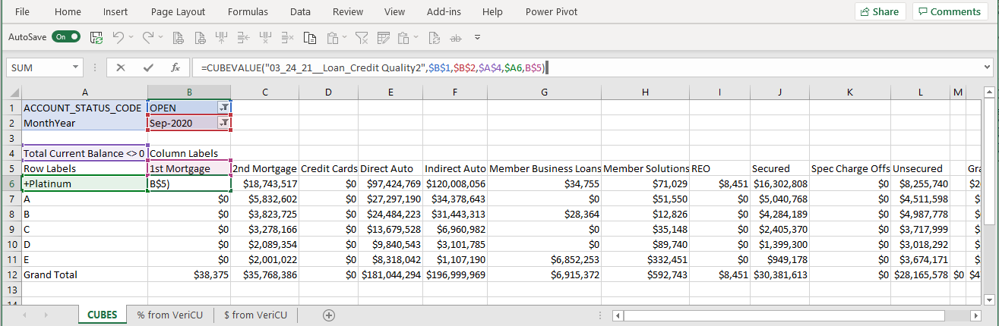 File Home Insert Page Layout Formulas Data Review View Add-ins Help Power Pivot Share Comments
AutoSave On ab
SUM fx =CUBEVALUE("03_24_21__Loan_Credit Quality2",$B$1,$B$2,$A$4,$A6,B$5)
A B C D E F G H I J K L M
1 ACCOUNT_STATUS_CODE OPEN
2 MonthYear Sep-2020
3
4 Total Current Balance <> 0 Column Labels
5 Row Labels 1st Mortgage 2nd Mortgage Credit Cards Direct Auto Indirect Auto Member Business Loans Member Solutions REO Secured Spec Charge Offs Unsecured Gra
6 +Platinum B$5) $18,743,517 $0 $97,424,769 $120,008,056 $34,755 $71,029 $8,451 $16,302,808 $0 $8,255,740 $2
7 A $0 $5,832,602 $0 $27,297,190 $34,378,643 $0 $51,550 $0 $5,040,768 $0 $4,511,598 $
8 B $0 $3,823,725 $0 $24,484,223 $31,443,313 $28,364 $12,826 $0 $4,284,189 $0 $4,987,778 $
9 C $0 $3,278,166 $0 $13,679,528 $6,960,982 $0 $35,148 $0 $2,405,370 $0 $3,717,999 $
10 D $0 $2,089,354 $0 $9,840,543 $3,101,785 $0 $89,740 $0 $1,399,300 $0 $3,018,292 $
11 E $0 $2,001,022 $0 $8,318,042 $1,107,190 $6,852,253 $332,451 $0 $949,178 $0 $3,674,171 $
12 Grand Total $38,375 $35,768,386 $0 $181,044,294 $196,999,969 $6,915,372 $592,743 $8,451 $30,381,613 $0 $28,165,578 $0 $4
13
14
CUBES % from VeriCU $ from VeriCU